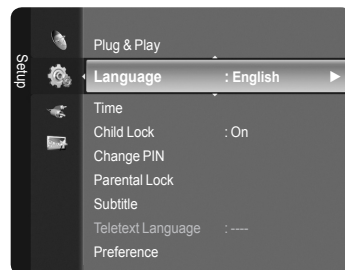 Setup
Plug & Play
Language : English
Time
Child Lock : On
Change PIN
Parental Lock
Subtitle
Teletext Language : ----
Preference